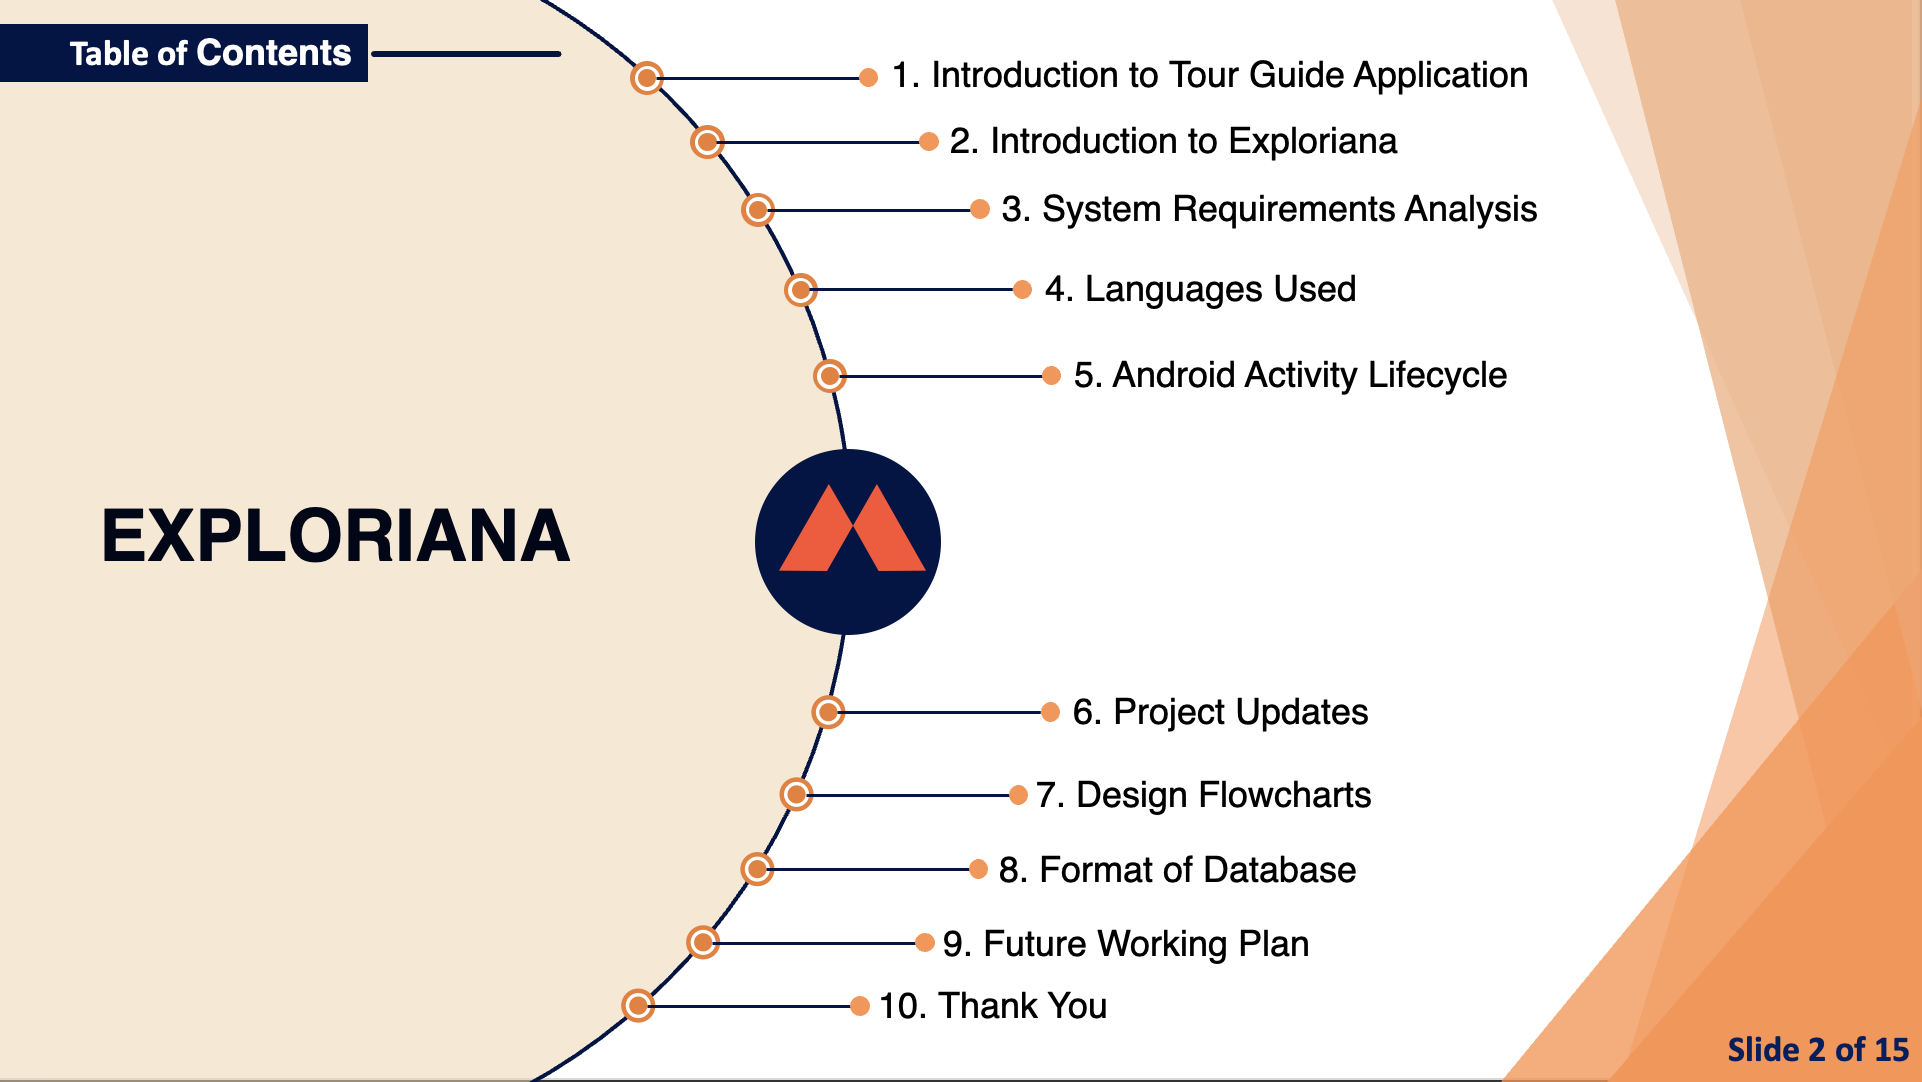 Table of Contents
1. Introduction to Tour Guide Application
2. Introduction to Exploriana
3. System Requirements Analysis
4. Languages Used
5. Android Activity Lifecycle
EXPLORIANA
6. Project Updates
7. Design Flowcharts
8. Format of Database
9. Future Working Plan
10. Thank You
Slide 2 of 15